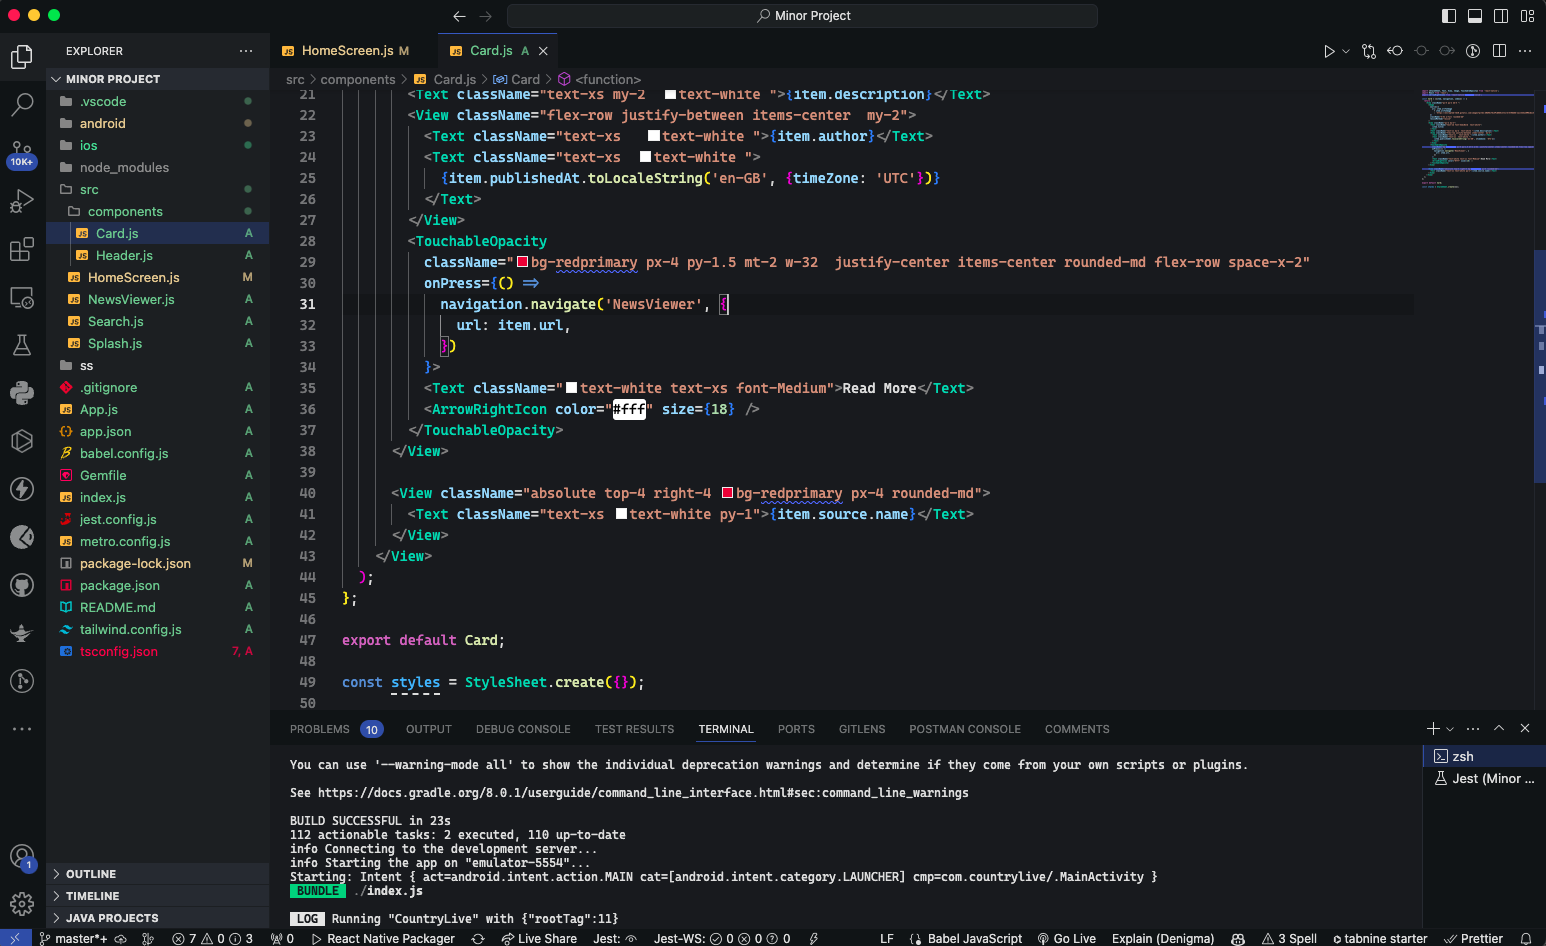 Minor Project
EXPLORER
MINOR PROJECT
.vscode
android
ios
node_modules
src
components
Card.js A
Header.js A
HomeScreen.js M
NewsViewer.js A
Search.js A
Splash.js A
ss
.gitignore A
App.js A
app.json A
babel.config.js A
Gemfile A
index.js A
jest.config.js A
metro.config.js A
package-lock.json M
package.json A
README.md A
tailwind.config.js A
tsconfig.json 7, A
OUTLINE
TIMELINE
JAVA PROJECTS
10K+
1
HomeScreen.js M
Card.js A
src > components > Card.js > Card > <function>
21 <Text className="text-xs my-2 text-white ">{item.description}</Text>
22 <View className="flex-row justify-between items-center  my-2">
23 <Text className="text-xs   text-white ">{item.author}</Text>
24 <Text className="text-xs  text-white ">
25 {item.publishedAt.toLocaleString('en-GB', {timeZone: 'UTC'})}
26 </Text>
27 </View>
28 <TouchableOpacity
29 className="bg-redprimary px-4 py-1.5 mt-2 w-32  justify-center items-center rounded-md flex-row space-x-2"
30 onPress={() =>
31 navigation.navigate('NewsViewer', {
32 url: item.url,
33 })
34 }>
35 <Text className="text-white text-xs font-Medium">Read More</Text>
36 <ArrowRightIcon color="#fff" size={18} />
37 </TouchableOpacity>
38 </View>
39
40 <View className="absolute top-4 right-4 bg-redprimary px-4 rounded-md">
41 <Text className="text-xs text-white py-1">{item.source.name}</Text>
42 </View>
43 </View>
44 );
45 };
46
47 export default Card;
48
49 const styles = StyleSheet.create({});
50
PROBLEMS 10 OUTPUT DEBUG CONSOLE TEST RESULTS TERMINAL PORTS GITLENS POSTMAN CONSOLE COMMENTS
You can use '--warning-mode all' to show the individual deprecation warnings and determine if they come from your own scripts or plugins.
See https://docs.gradle.org/8.0.1/userguide/command_line_interface.html#sec:command_line_warnings
BUILD SUCCESSFUL in 23s
112 actionable tasks: 2 executed, 110 up-to-date
info Connecting to the development server...
info Starting the app on "emulator-5554"...
Starting: Intent { act=android.intent.action.MAIN cat=[android.intent.category.LAUNCHER] cmp=com.countrylive/.MainActivity }
BUNDLE ./index.js
LOG Running "CountryLive" with {"rootTag":11}
zsh
Jest (Minor ...
master*+ 7 0 3 0 React Native Packager Live Share Jest: Jest-WS: 0 0 0 LF Babel JavaScript Go Live Explain (Denigma) 3 Spell tabnine starter Prettier